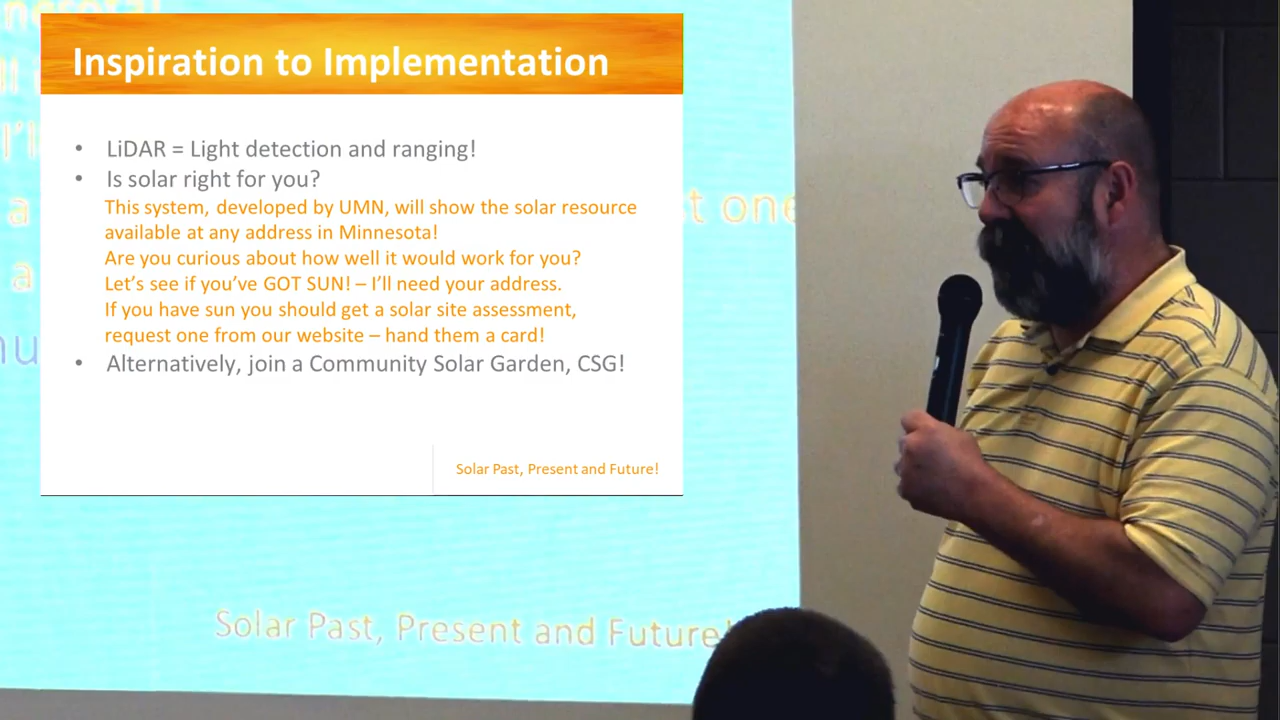 Inspiration to Implementation
• LiDAR = Light detection and ranging!
• Is solar right for you?
This system, developed by UMN, will show the solar resource
available at any address in Minnesota!
Are you curious about how well it would work for you?
Let's see if you've GOT SUN! – I'll need your address.
If you have sun you should get a solar site assessment,
request one from our website – hand them a card!
• Alternatively, join a Community Solar Garden, CSG!
Solar Past, Present and Future!
st one
Solar Past, Present and Future!